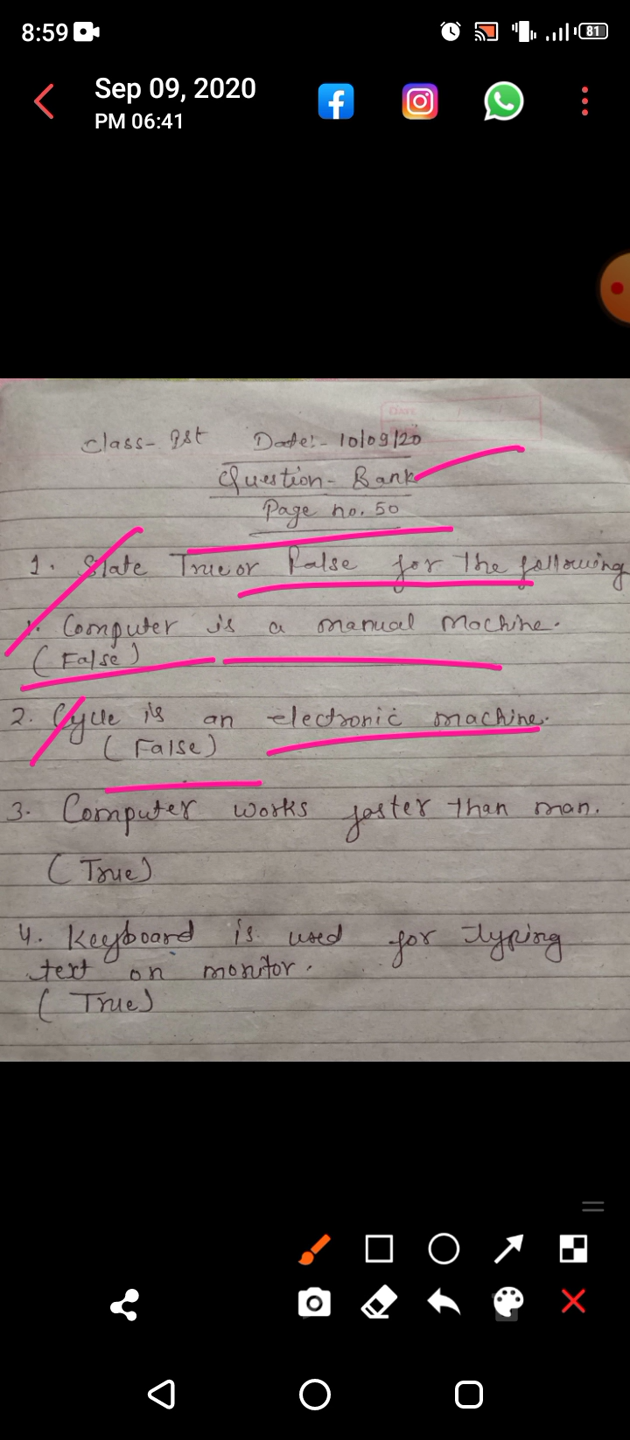 8:59
81
Sep 09, 2020
PM 06:41
Class- 1st Date:- 10/09/20
Question- Bank
Page no. 50
1. State True or False for the following
1. Computer is a manual Machine.
(False)
2. Cycle is an electronic machine.
(False)
3. Computer works faster than man.
(True)
4. Keyboard is used for typing
text on monitor.
(True)